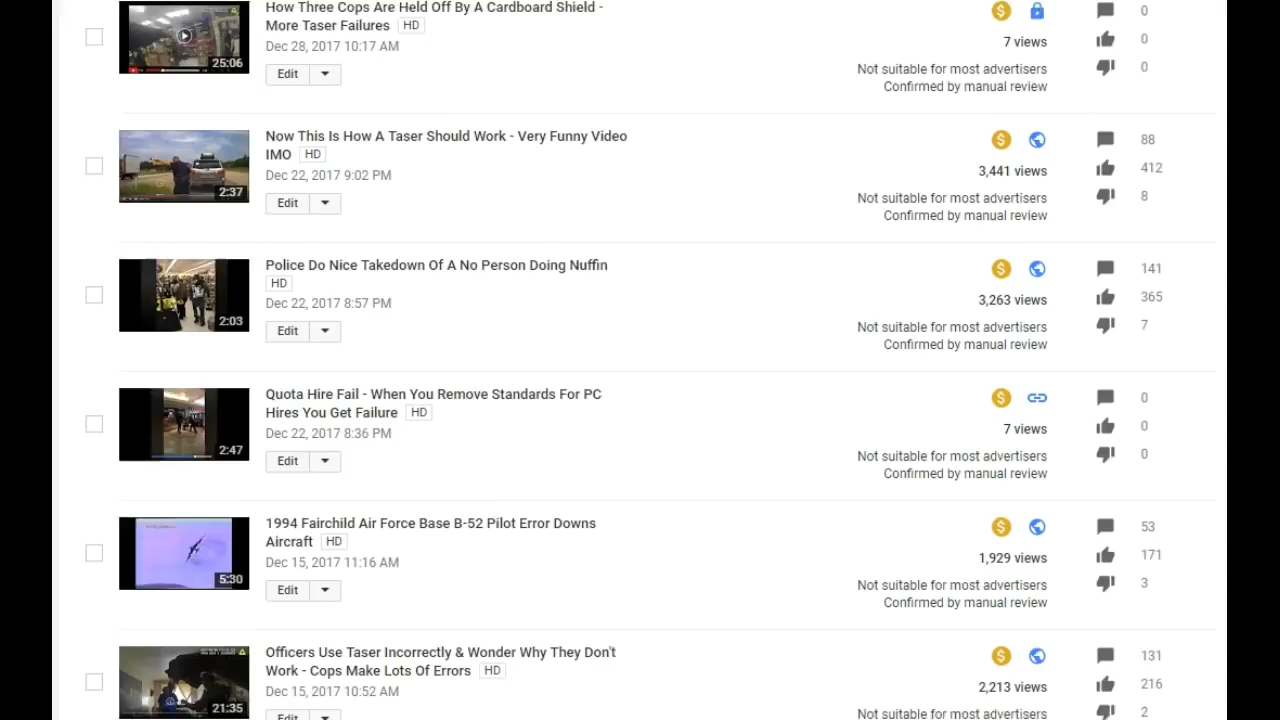 How Three Cops Are Held Off By A Cardboard Shield -
More Taser Failures HD
Dec 28, 2017 10:17 AM
Edit
25:06
7 views
Not suitable for most advertisers
Confirmed by manual review
0
0
0
Now This Is How A Taser Should Work - Very Funny Video
IMO HD
Dec 22, 2017 9:02 PM
Edit
2:37
3,441 views
Not suitable for most advertisers
Confirmed by manual review
88
412
8
Police Do Nice Takedown Of A No Person Doing Nuffin
HD
Dec 22, 2017 8:57 PM
Edit
2:03
3,263 views
Not suitable for most advertisers
Confirmed by manual review
141
365
7
Quota Hire Fail - When You Remove Standards For PC
Hires You Get Failure HD
Dec 22, 2017 8:36 PM
Edit
2:47
7 views
Not suitable for most advertisers
Confirmed by manual review
0
0
0
1994 Fairchild Air Force Base B-52 Pilot Error Downs
Aircraft HD
Dec 15, 2017 11:16 AM
Edit
5:30
1,929 views
Not suitable for most advertisers
Confirmed by manual review
53
171
3
Officers Use Taser Incorrectly & Wonder Why They Don't
Work - Cops Make Lots Of Errors HD
Dec 15, 2017 10:52 AM
Edit
21:35
2,213 views
Not suitable for most advertisers
131
216
2